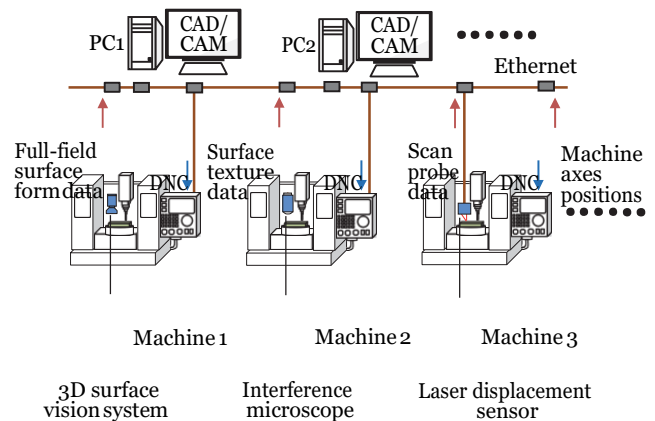 PC1
CAD/
CAM
PC2
CAD/
CAM
Ethernet
Full-field
surface
form data
DNC
Surface
texture
data
DNC
Scan
probe
data
DNC
Machine
axes
positions
Machine 1
Machine 2
Machine 3
3D surface
vision system
Interference
microscope
Laser displacement
sensor